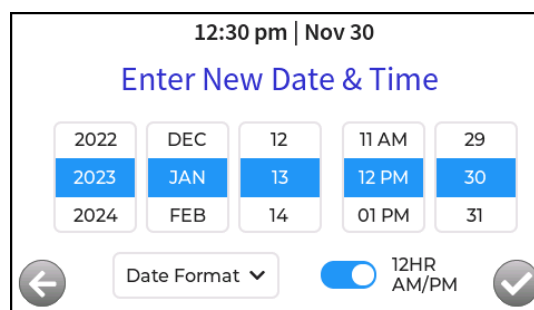 12:30 pm | Nov 30
Enter New Date & Time
2022 DEC 12 11 AM 29
2023 JAN 13 12 PM 30
2024 FEB 14 01 PM 31
Date Format
12HR
AM/PM